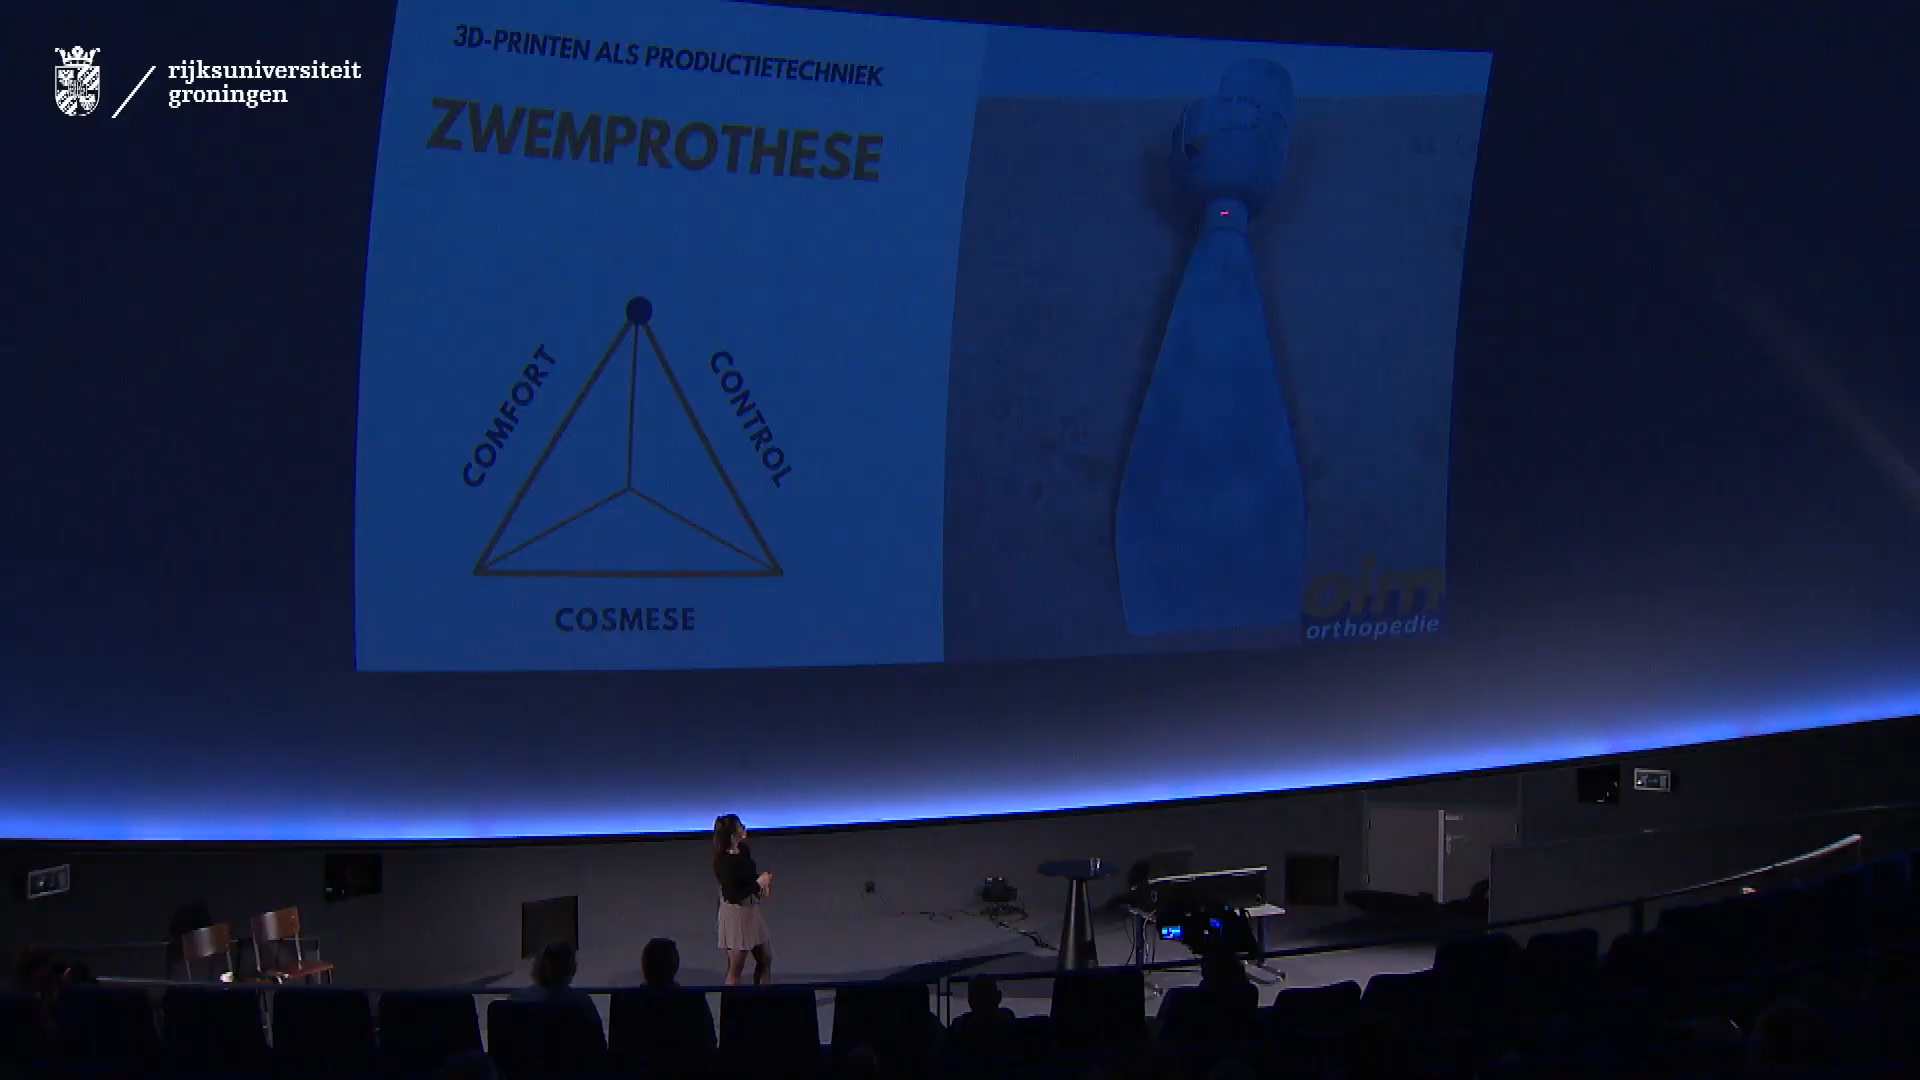 rijksuniversiteit
groningen
3D-PRINTEN ALS PRODUCTIETECHNIEK
ZWEMPROTHESE
COMFORT
CONTROL
COSMESE
oim
orthopedie